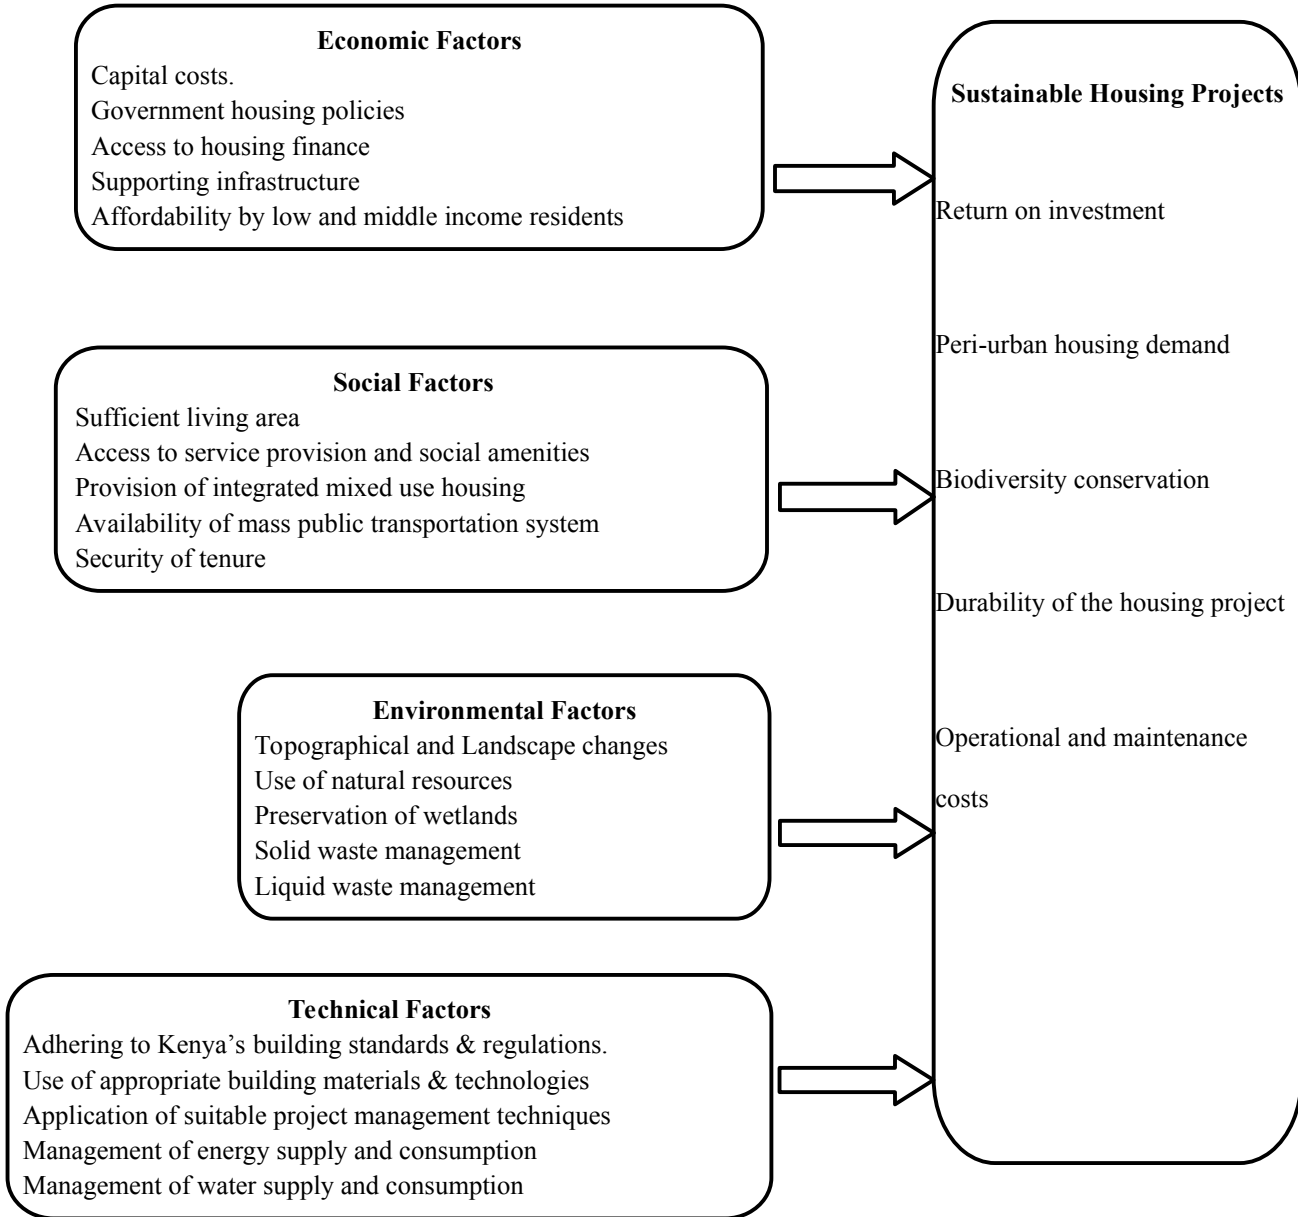 Economic Factors
Capital costs.
Government housing policies
Access to housing finance
Supporting infrastructure
Affordability by low and middle income residents
Social Factors
Sufficient living area
Access to service provision and social amenities
Provision of integrated mixed use housing
Availability of mass public transportation system
Security of tenure
Environmental Factors
Topographical and Landscape changes
Use of natural resources
Preservation of wetlands
Solid waste management
Liquid waste management
Technical Factors
Adhering to Kenya’s building standards & regulations.
Use of appropriate building materials & technologies
Application of suitable project management techniques
Management of energy supply and consumption
Management of water supply and consumption
Sustainable Housing Projects
Return on investment
Peri-urban housing demand
Biodiversity conservation
Durability of the housing project
Operational and maintenance
costs